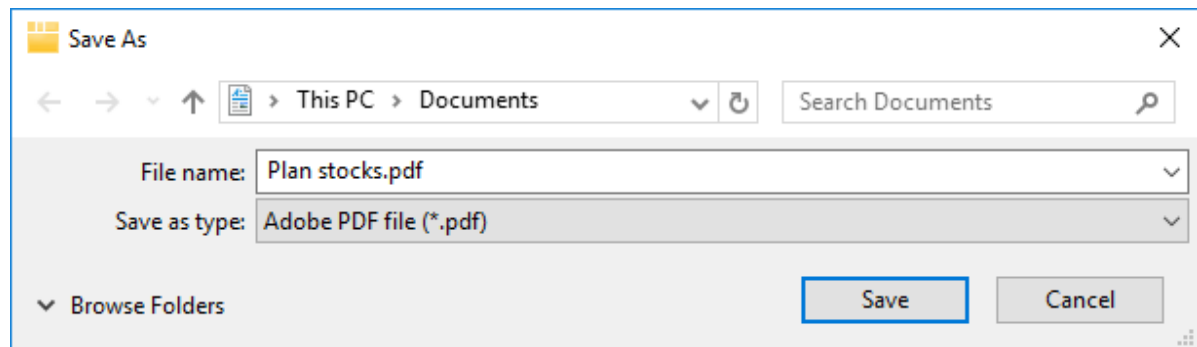 Save As
This PC > Documents
Search Documents
File name: Plan stocks.pdf
Save as type: Adobe PDF file (*.pdf)
Browse Folders
Save
Cancel